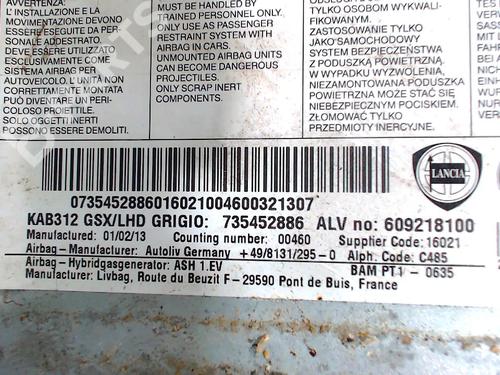 AVVERTENZA:
L'INSTALLAZIONE E LA
MOVIMENTAZIONE DEVONO
ESSERE ESEGUITE DA PER-
SONALE ADDESTRATO.
DEVE ESSERE UTILIZZATO
ESCLUSIVAMENTE COME
SISTEMA AIRBAG PER
AUTOVEICOLO. L'UNITÀ NON
CORRETTAMENTE MONTATA
PUÒ DIVENTARE UN PERI-
COLOSO PROIETTILE.
SOLO OGGETTI INERTI
POSSONO ESSERE DEMOLITI.
MUST BE HANDLED BY
TRAINED PERSONNEL ONLY.
ONLY USE AS PASSENGER
RESTRAINT SYSTEM WITH
AIRBAG IN CARS.
UNMOUNTED AIRBAG UNITS
CAN BECOME DANGEROUS
PROJECTILES.
ONLY SCRAP INERT
COMPONENTS.
TYLKO OSOBOM WYKWALI-
FIKOWANYM.
ZASTOSOWANIE TYLKO
JAKO SAMOCHODOWY
SYSTEM BEZPIECZEŃSTWA
Z PODUSZKĄ POWIETRZNĄ.
W WYPADKU WYZWOLENIA,
NIEZAMONTOWANA PODUSZKA
POWIETRZNA MOŻE STAĆ SIĘ
NIEBEZPIECZNYM POCISKIEM.
ZŁOMOWAĆ TYLKO
PRZEDMIOTY INERCYJNE.
LANCIA
0735452886016021004600321307
KAB312 GSX/LHD GRIGIO: 735452886 ALV no: 609218100
Manufactured: 01/02/13 Counting number: 00460 Supplier Code: 16021
Airbag - Manufacturer: Autoliv Germany +49/8131/295-0 Alph. Code: C485
Airbag -Hybridgasgenerator: ASH 1.EV BAM PT1 - 0635
Manufacturer: Livbag, Route du Beuzit F - 29590 Pont de Buis, France